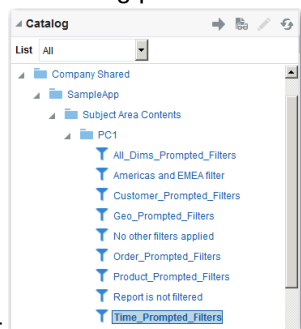 Catalog
List All
Company Shared
SampleApp
Subject Area Contents
PC1
All_Dims_Prompted_Filters
Americas and EMEA filter
Customer_Prompted_Filters
Geo_Prompted_Filters
No other filters applied
Order_Prompted_Filters
Product_Prompted_Filters
Report is not filtered
Time_Prompted_Filters